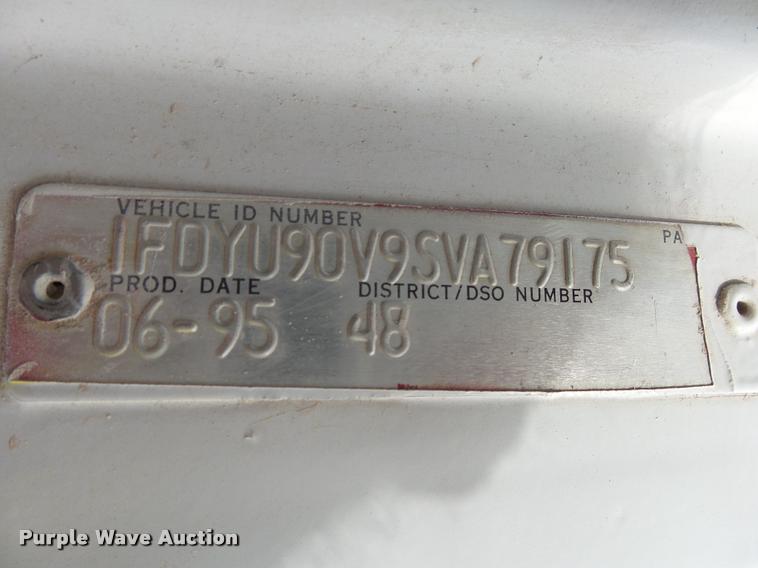 VEHICLE ID NUMBER
1FDYU90V9SVA79175
PA
PROD. DATE DISTRICT/DSO NUMBER
06-95 48
Purple Wave Auction